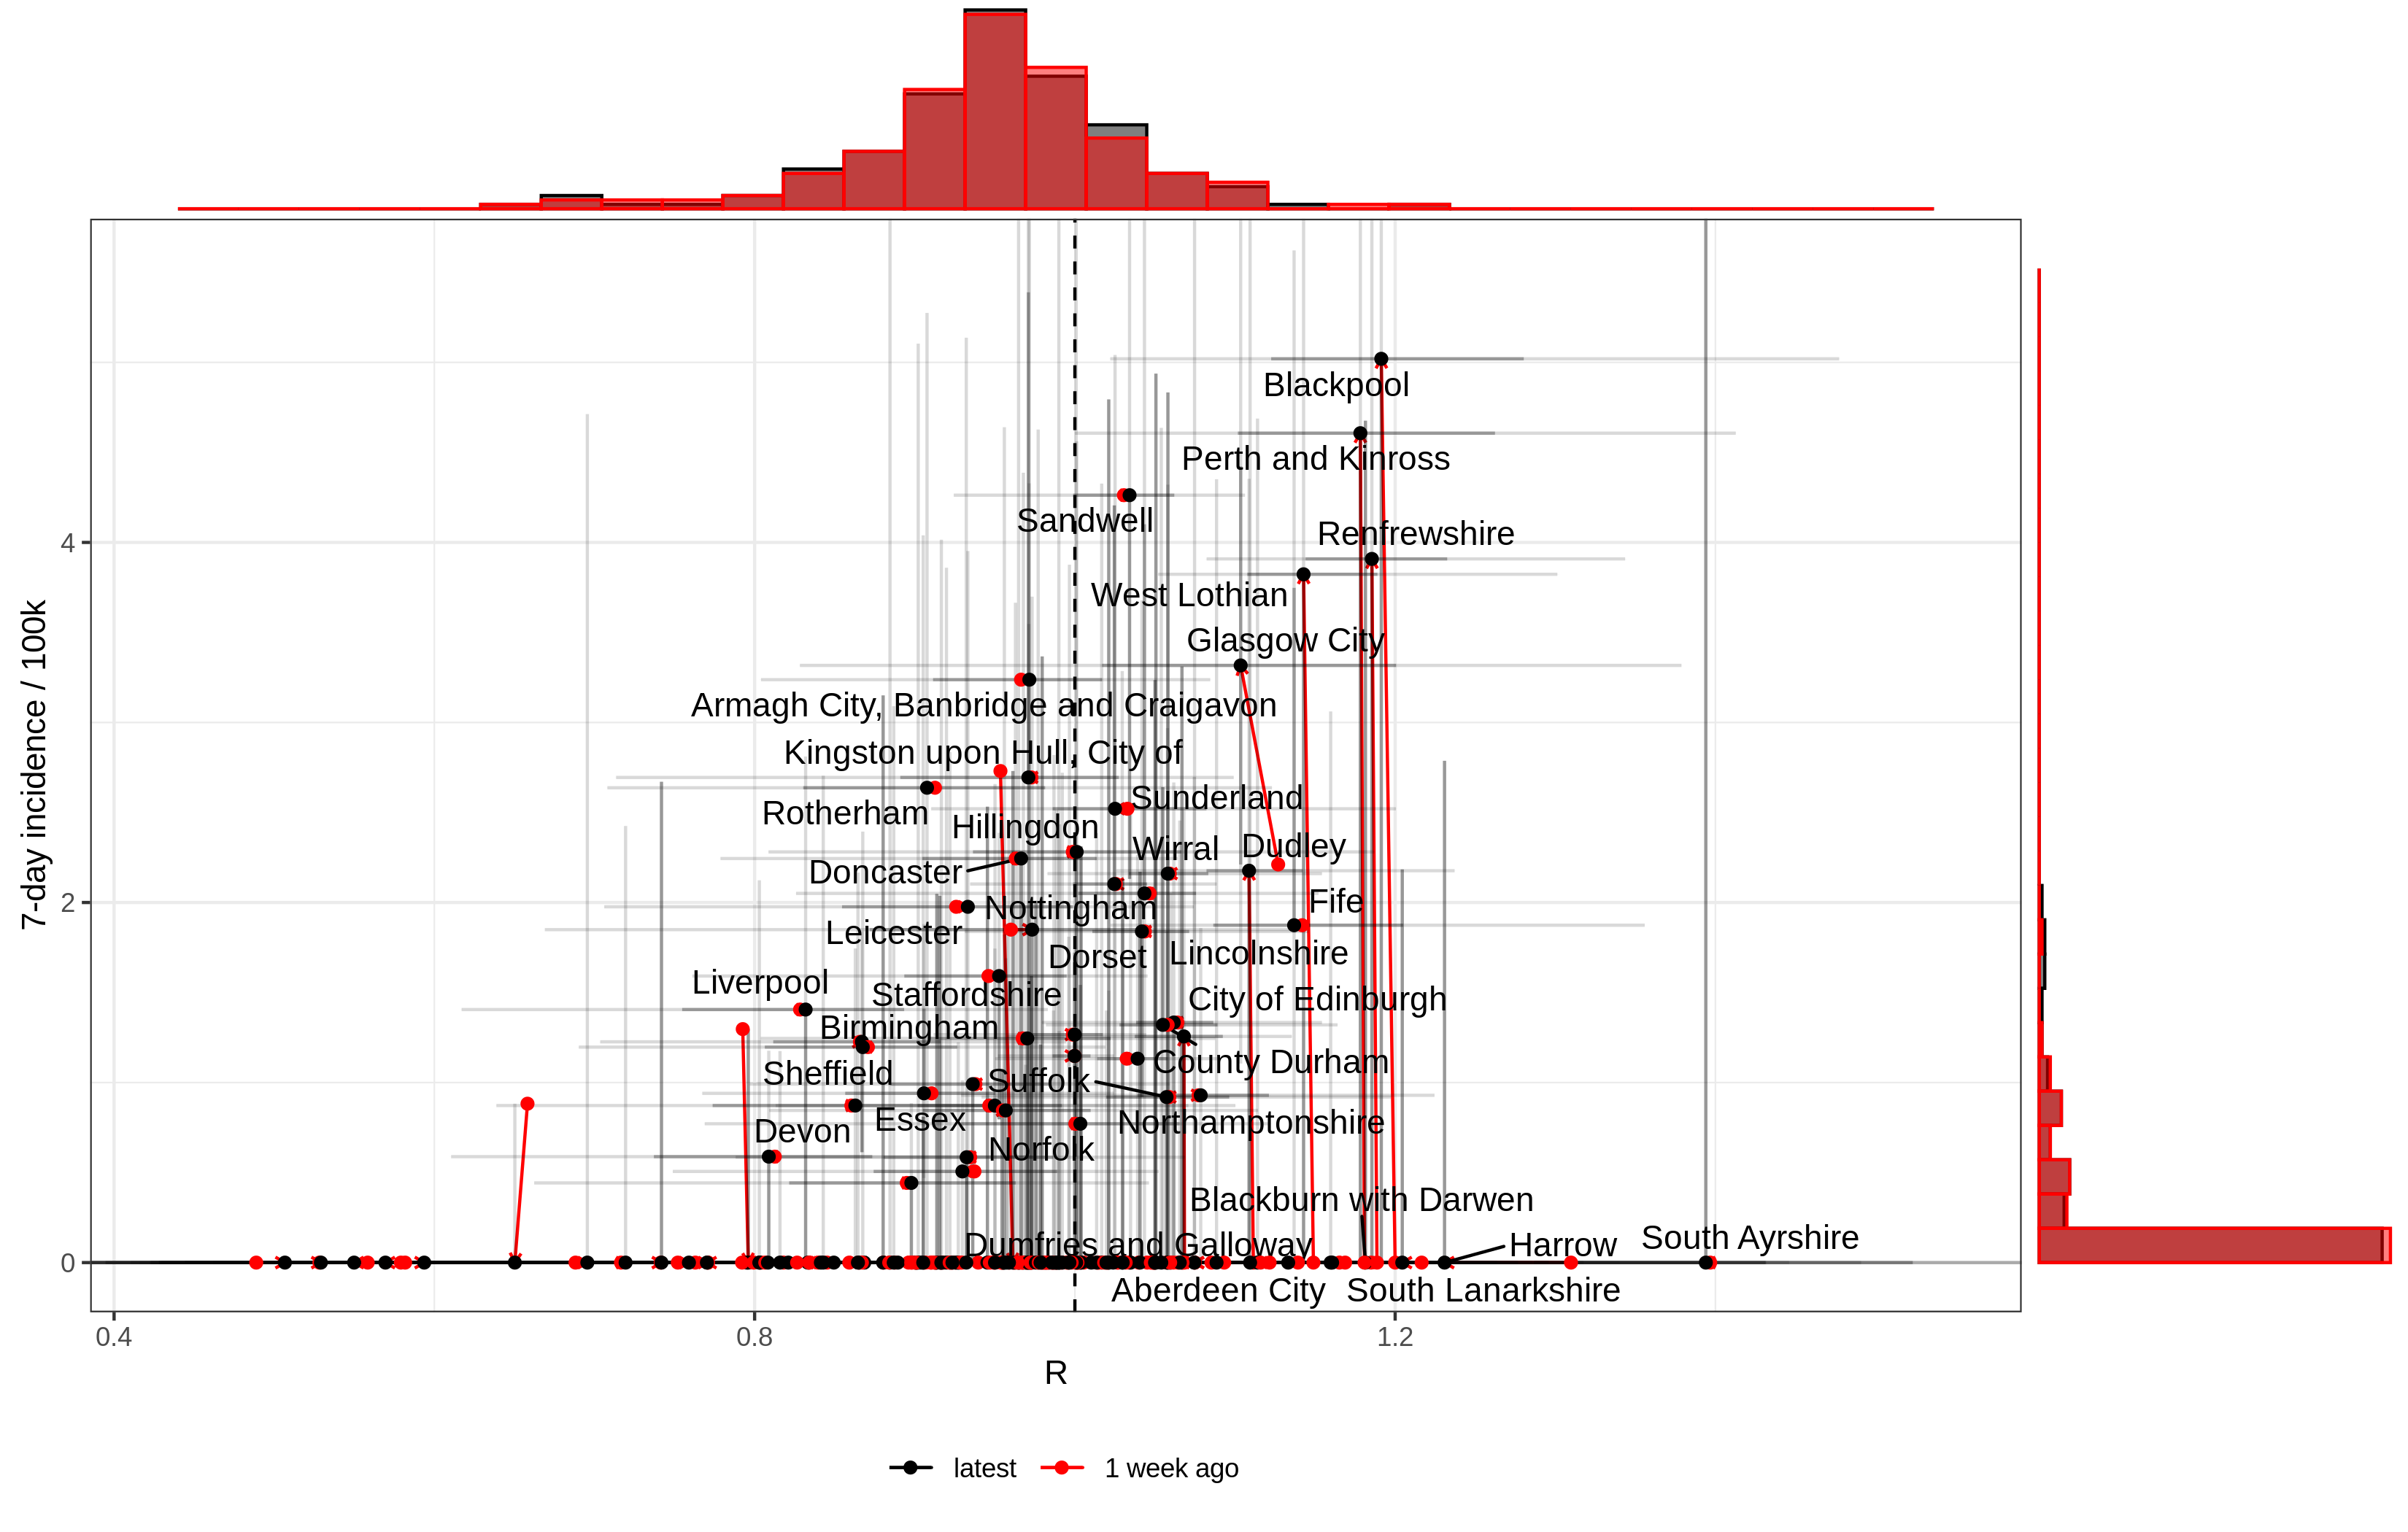 Blackpool
Perth and Kinross
Sandwell
Renfrewshire
West Lothian
Glasgow City
Armagh City, Banbridge and Craigavon
Kingston upon Hull, City of
Rotherham
Sunderland
Hillingdon
Wirral
Dudley
Doncaster
Nottingham
Fife
Leicester
Dorset
Lincolnshire
Liverpool
Staffordshire
City of Edinburgh
Birmingham
County Durham
Sheffield
Suffolk
Essex
Northamptonshire
Devon
Norfolk
Blackburn with Darwen
Dumfries and Galloway
Harrow
South Ayrshire
Aberdeen City
South Lanarkshire
4
2
0
7-day incidence / 100k
0.4
0.8
1.2
R
latest
1 week ago